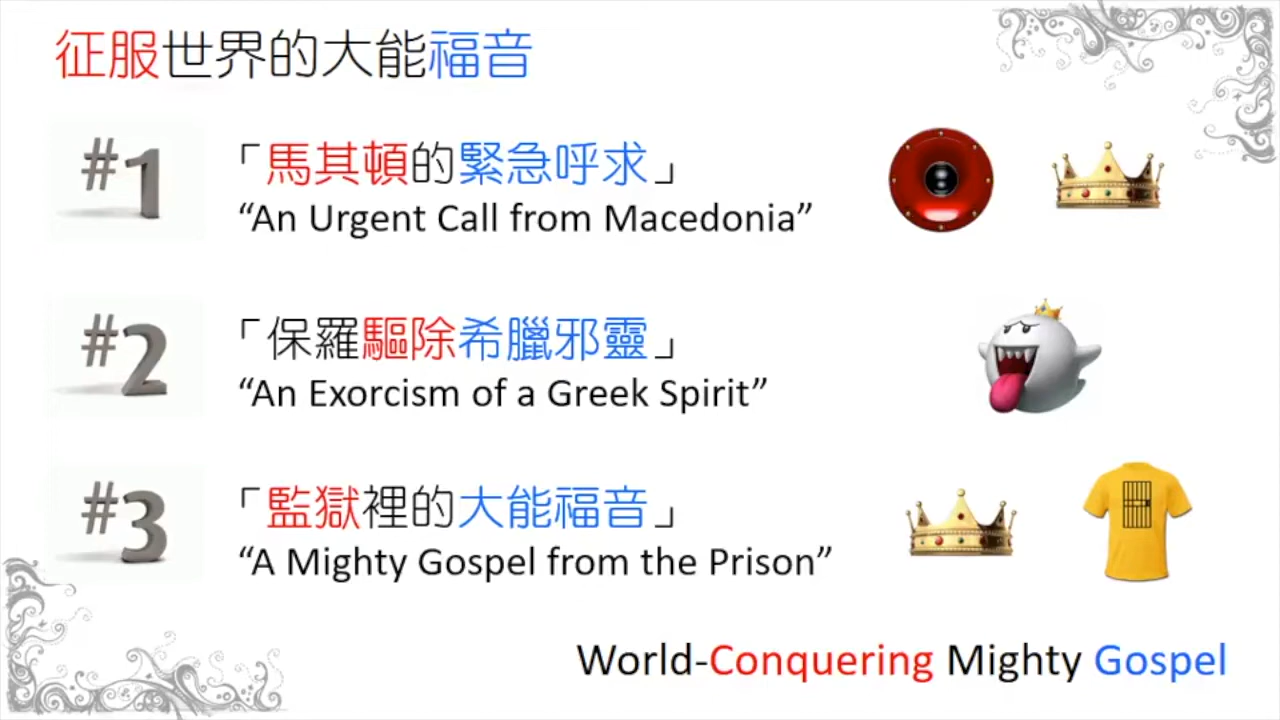 征服世界的大能福音
#1
「馬其頓的緊急呼求」
“An Urgent Call from Macedonia”
#2
「保羅驅除希臘邪靈」
“An Exorcism of a Greek Spirit”
#3
「監獄裡的大能福音」
“A Mighty Gospel from the Prison”
World-Conquering Mighty Gospel